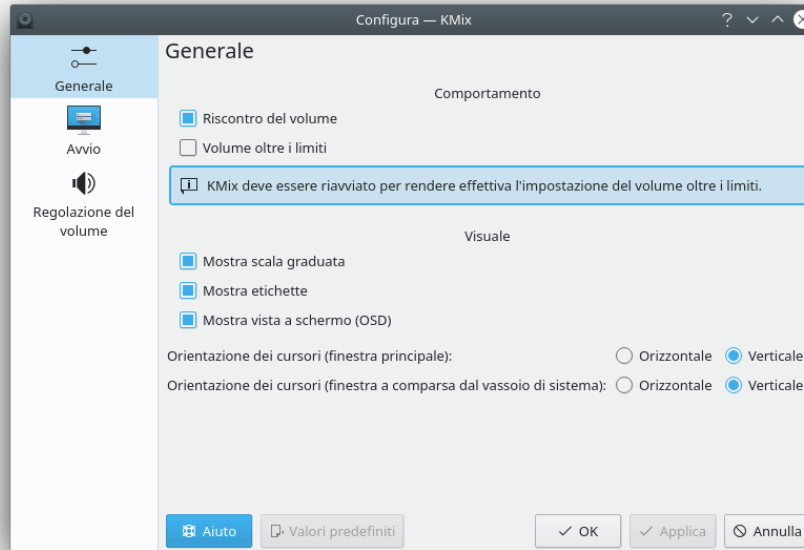 Configura — KMix
Generale
Avvio
Regolazione del
volume
Generale
Comportamento
Riscontro del volume
Volume oltre i limiti
KMix deve essere riavviato per rendere effettiva l'impostazione del volume oltre i limiti.
Visuale
Mostra scala graduata
Mostra etichette
Mostra vista a schermo (OSD)
Orientazione dei cursori (finestra principale): Orizzontale Verticale
Orientazione dei cursori (finestra a comparsa dal vassoio di sistema): Orizzontale Verticale
Aiuto Valori predefiniti OK Applica Annulla